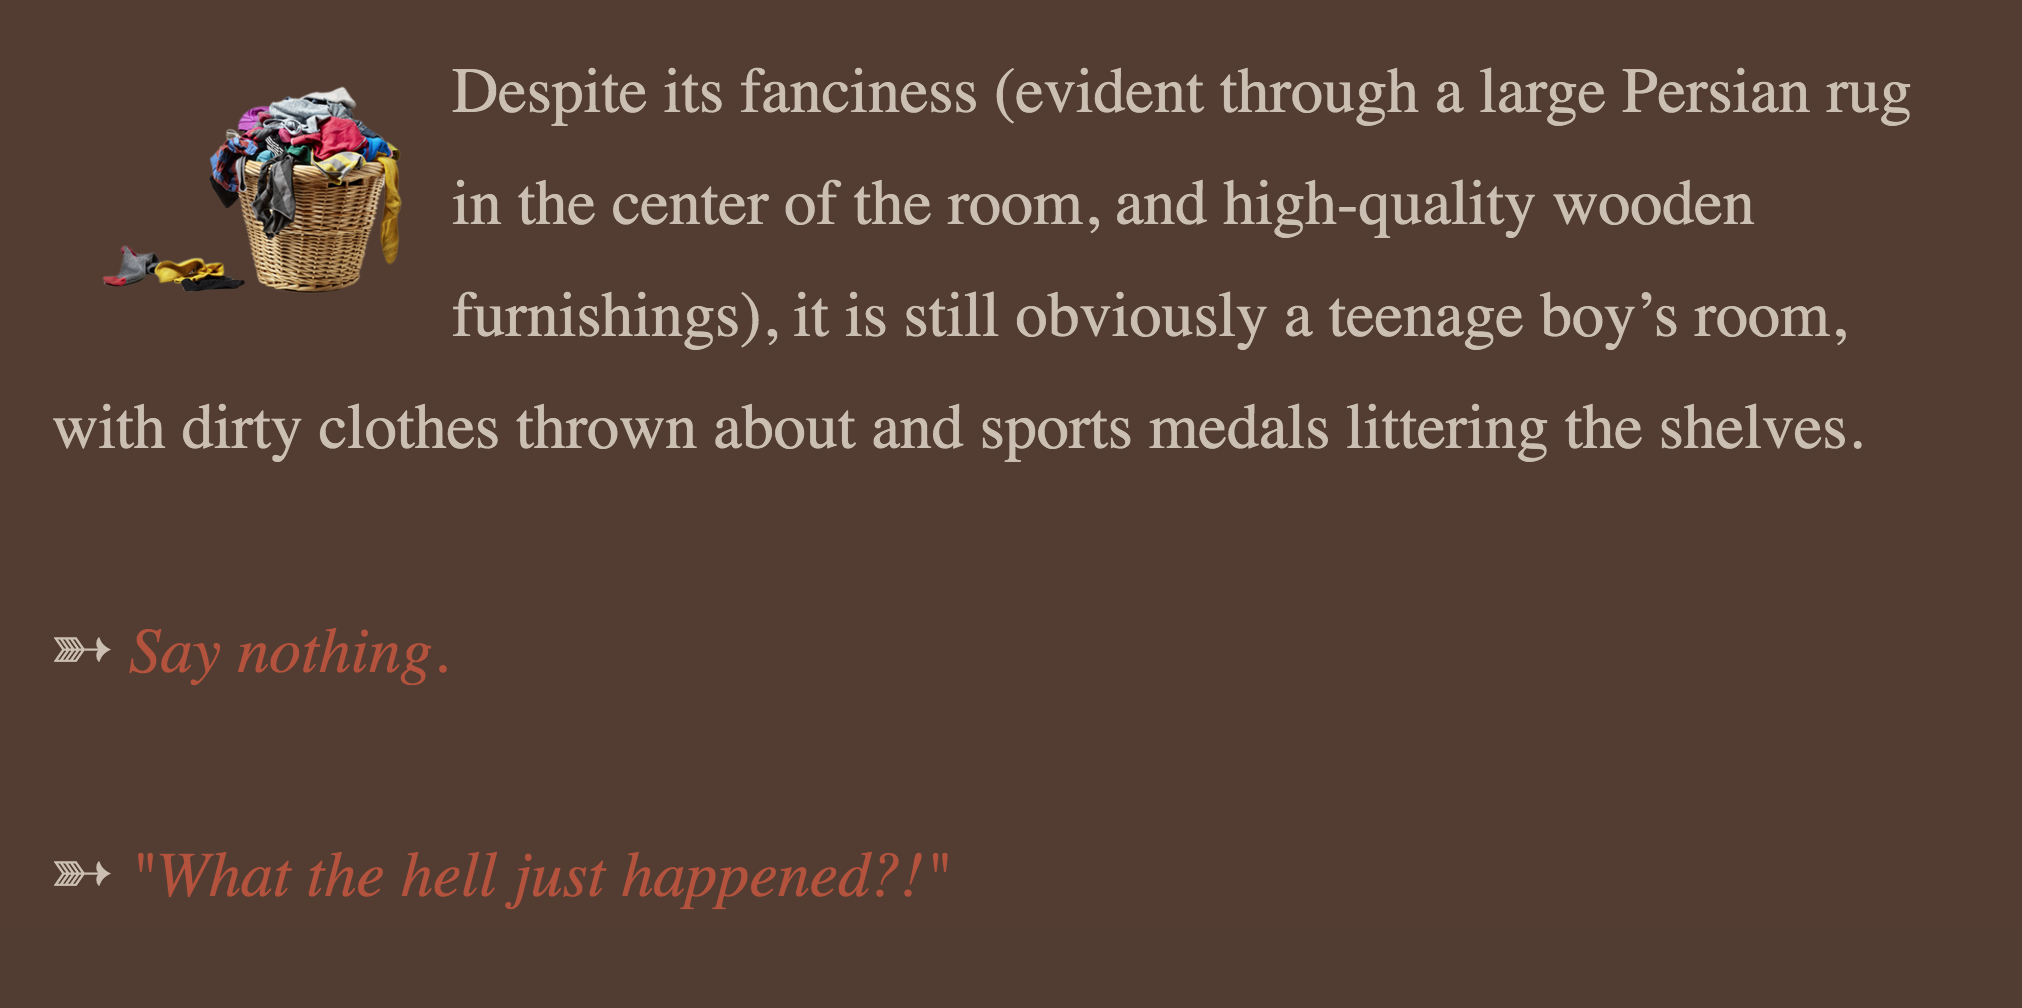 Despite its fanciness (evident through a large Persian rug
in the center of the room, and high-quality wooden
furnishings), it is still obviously a teenage boy’s room,
with dirty clothes thrown about and sports medals littering the shelves.
➳ Say nothing.
➳ "What the hell just happened?!"